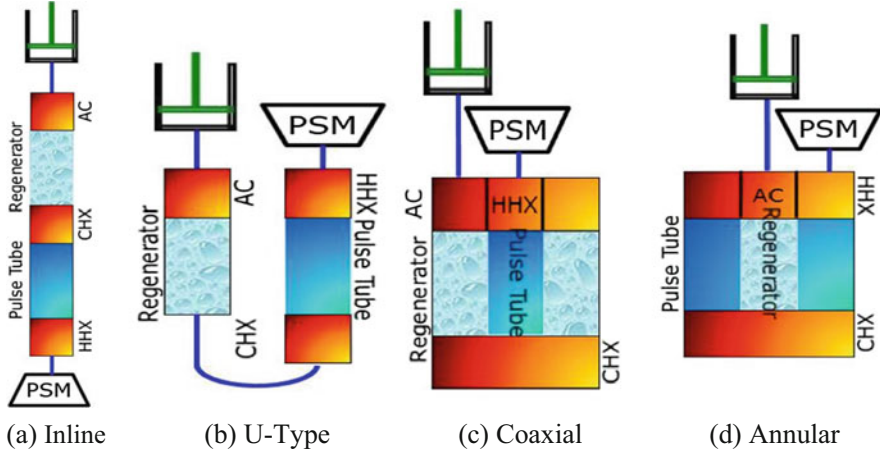 AC
Regenerator
CHX
Pulse Tube
HHX
PSM
(a) Inline
PSM
AC
HHX
Regenerator
Pulse Tube
CHX
(b) U-Type
PSM
AC
HHX
Regenerator
Pulse Tube
CHX
(c) Coaxial
PSM
AC
HHX
Pulse Tube
Regenerator
CHX
(d) Annular